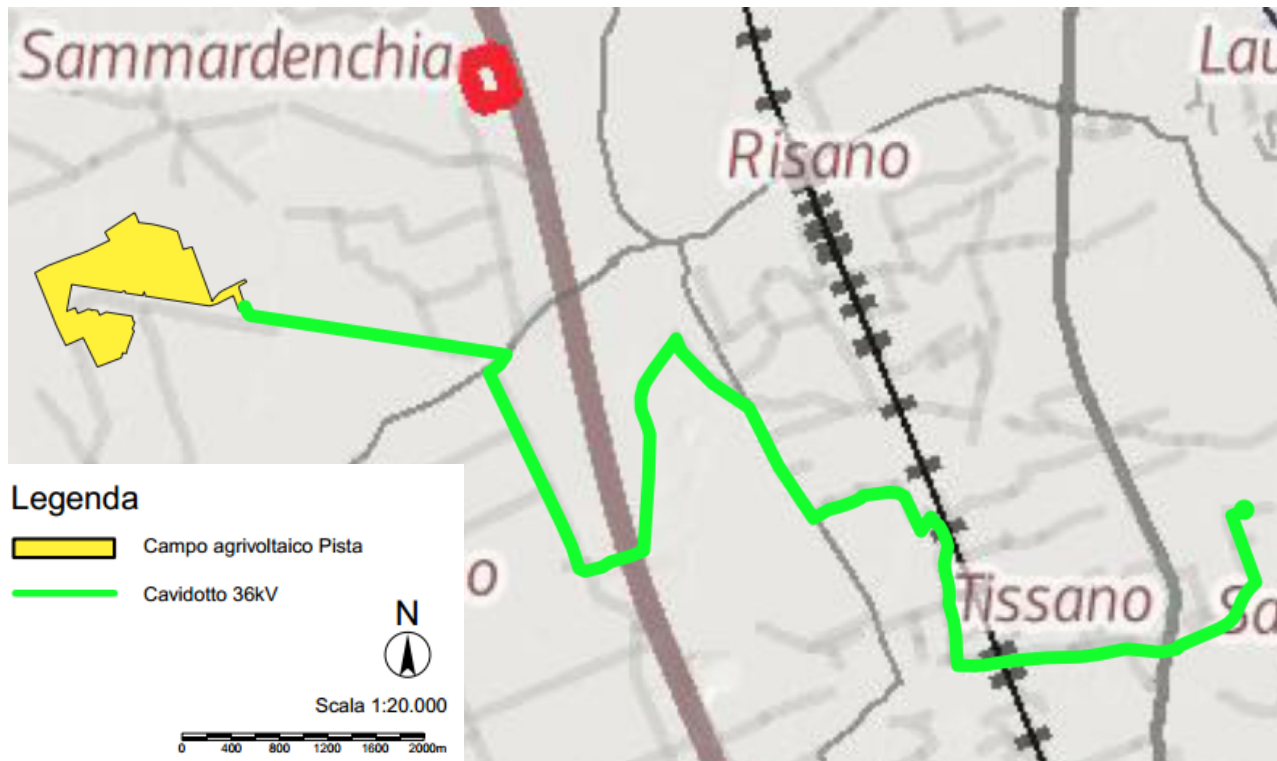 Sammardenchia
Lau
Risano
Legenda
Campo agrivoltaico Pista
Cavidotto 36kV
o
N
Tissano
Sa
Scala 1:20.000
0 400 800 1200 1600 2000m